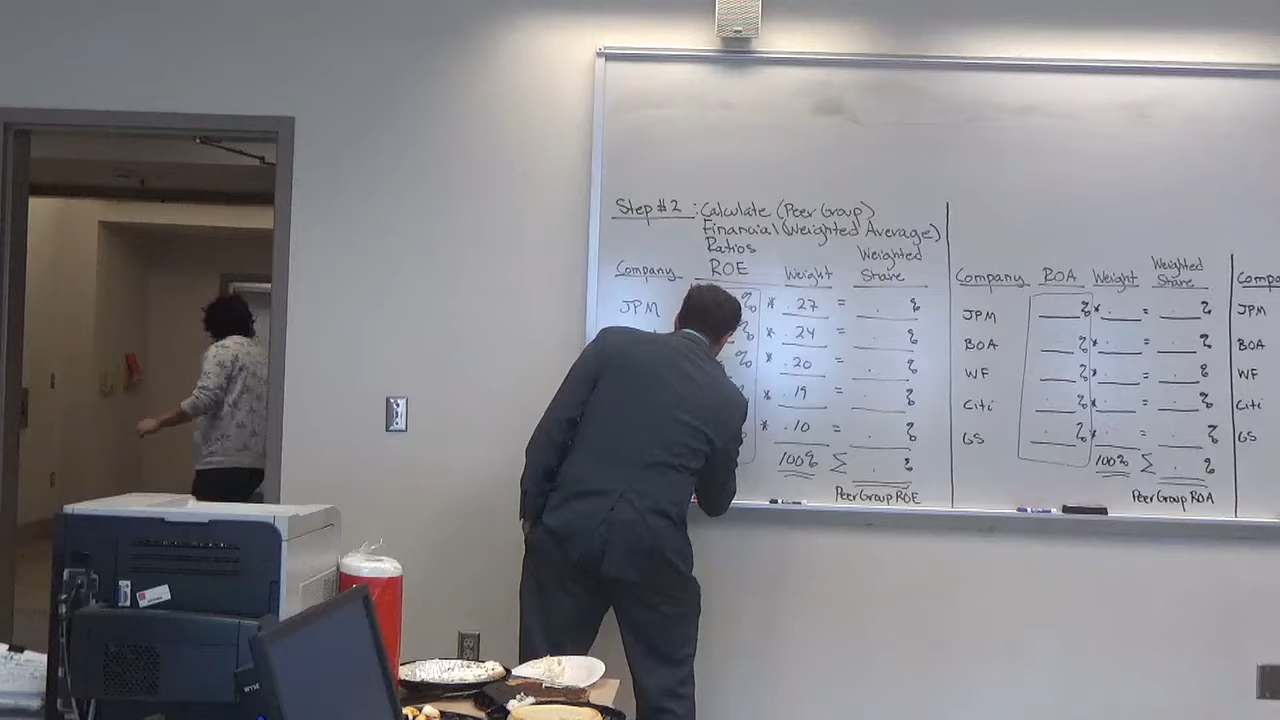 Step #2 : Calculate (Peer Group)
Financial (Weighted Average)
Ratios
Company ROE Weight Weighted Share
JPM % * .27 = . %
% * .24 = . %
% * .20 = . %
* .19 = . %
* .10 = . %
100% Σ . %
Peer Group ROE
Company ROA Weight Weighted Share
JPM . % * . = . %
BOA . % * . = . %
WF . % * . = . %
Citi . % * . = . %
GS . % * . = . %
100% Σ . %
Peer Group ROA
Compa
JPM
BOA
WF
Citi
GS
WYSE